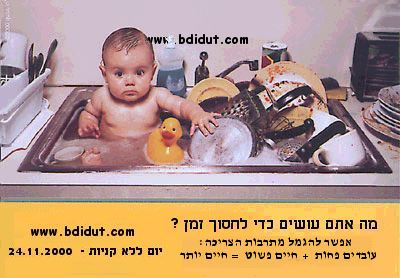 www.bdidut.com
מה אתם עושים כדי לחסוך זמן ?
אפשר להגמל מתרבות הצריכה :
עובדים פחות + חיים פשוט = חיים יותר
www.bdidut.com
יום ללא קניות - 24.11.2000